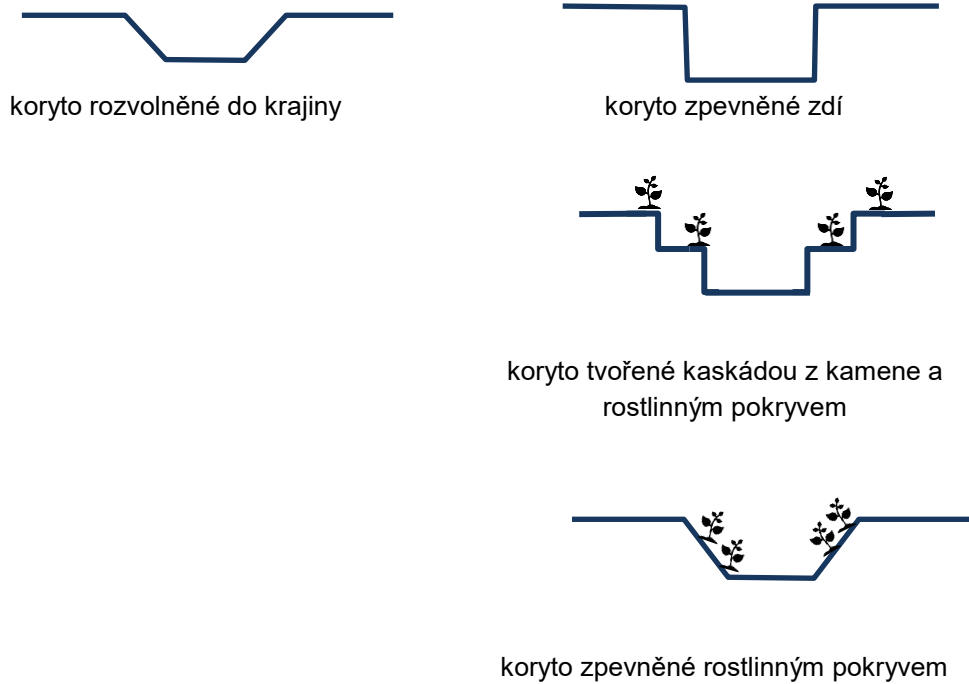 koryto rozvolněné do krajiny
koryto zpevněné zdí
koryto tvořené kaskádou z kamene a
rostlinným pokryvem
koryto zpevněné rostlinným pokryvem